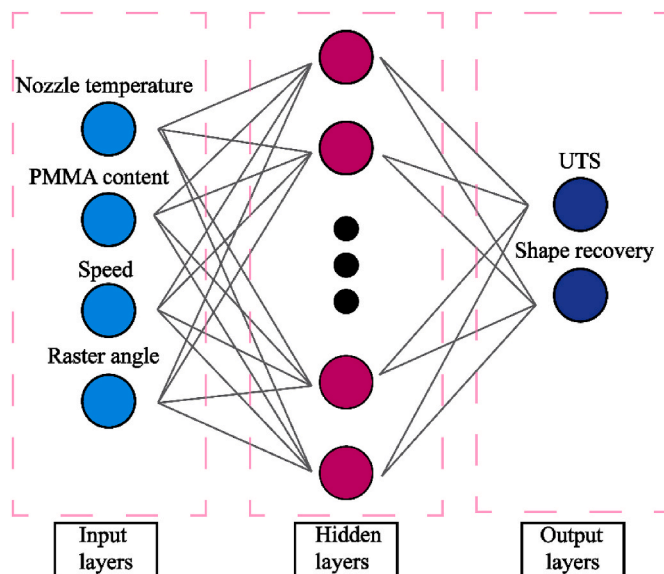 Nozzle temperature
PMMA content
Speed
Raster angle
UTS
Shape recovery
Input
layers
Hidden
layers
Output
layers